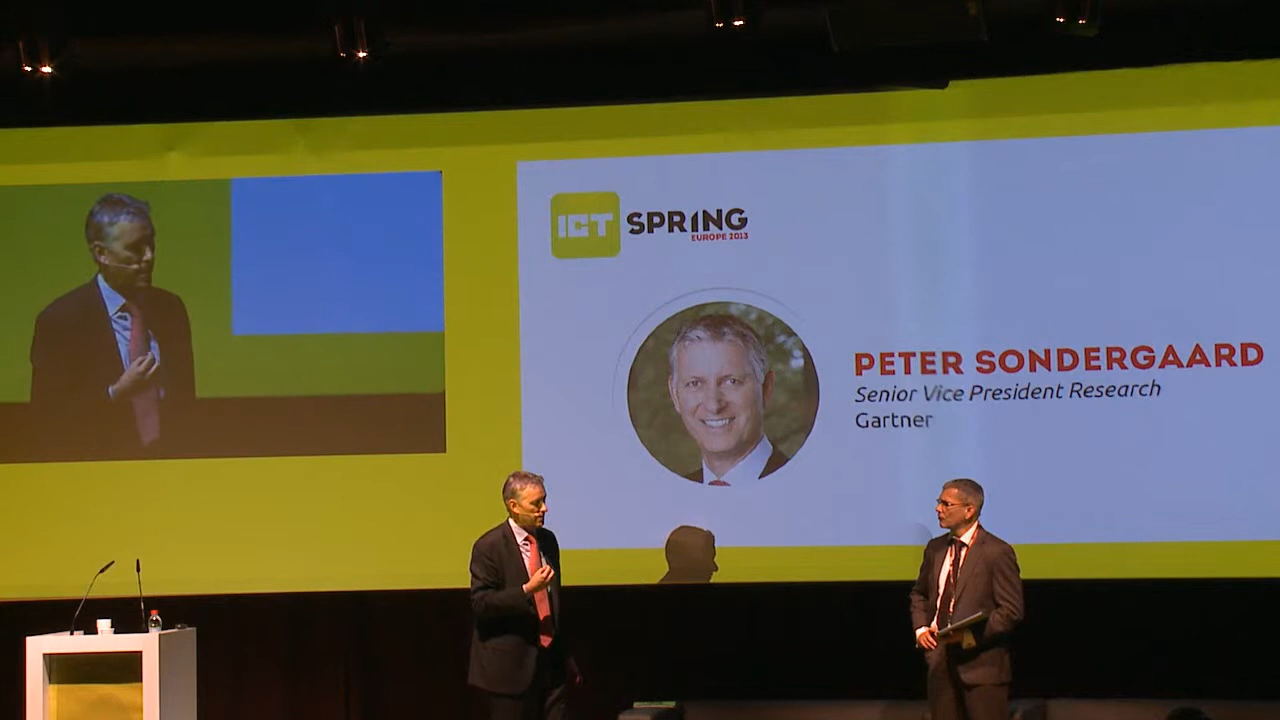 ICT SPRING
EUROPE 2013
PETER SONDERGAARD
Senior Vice President Research
Gartner